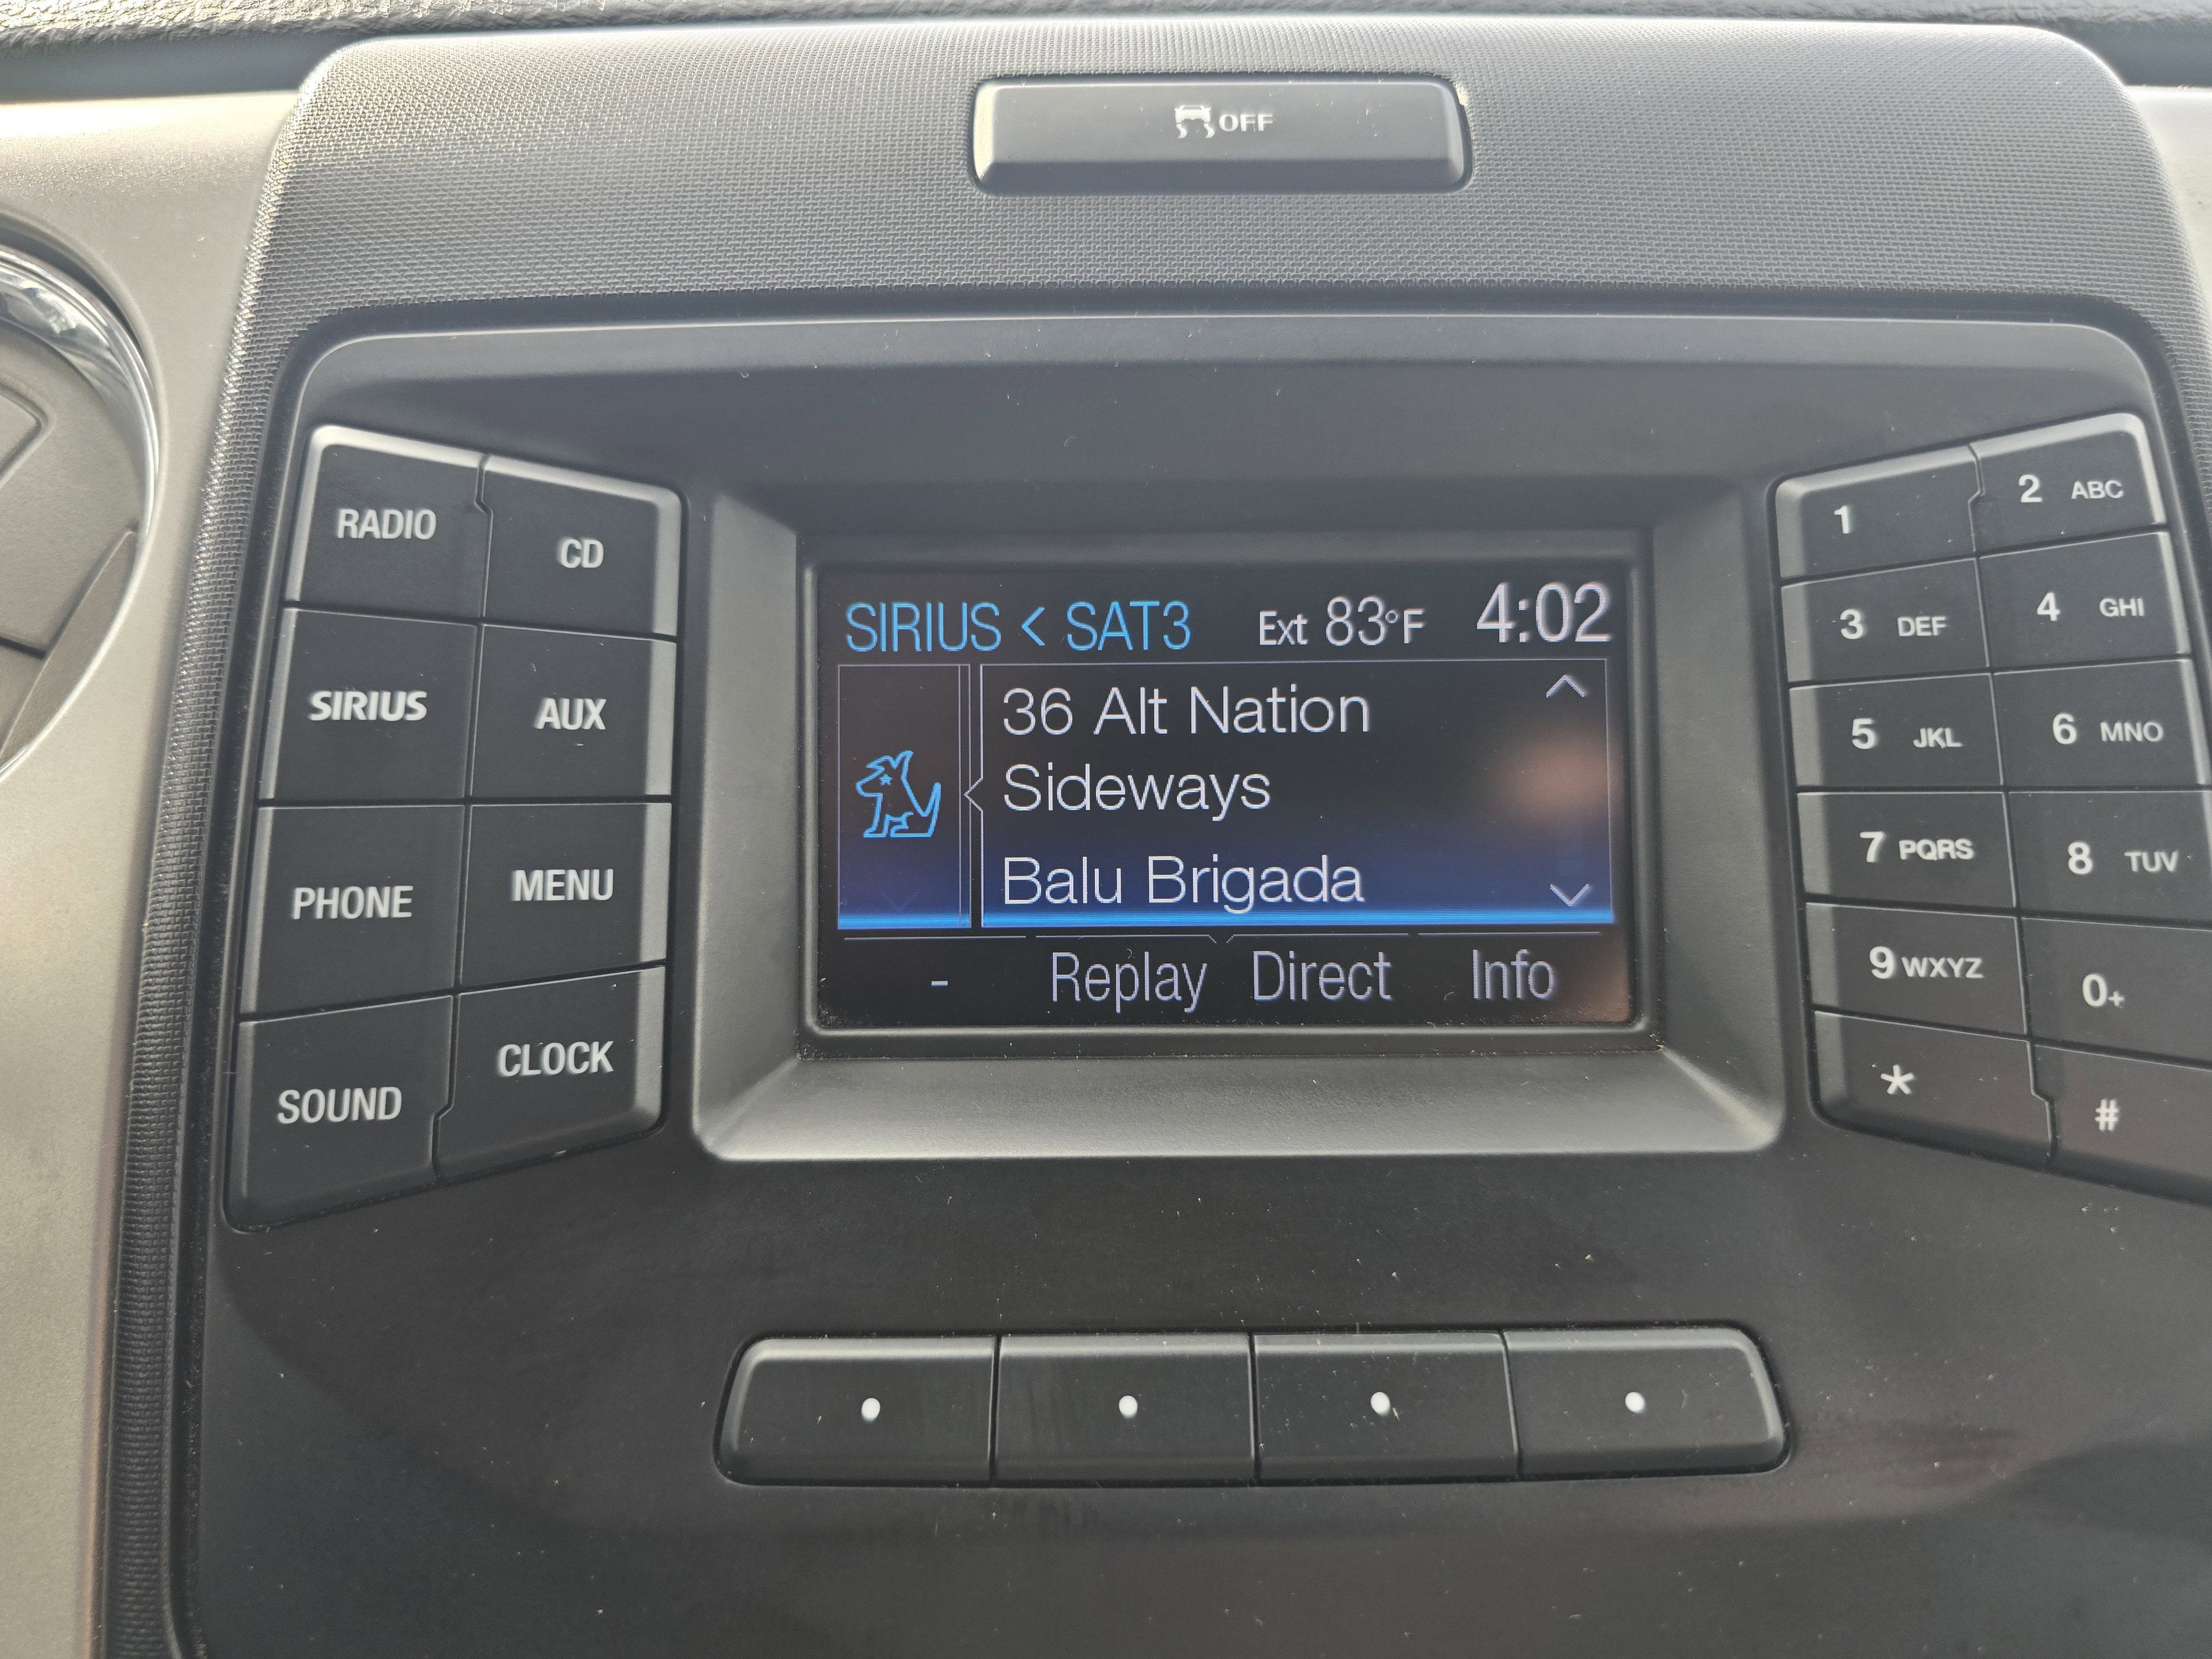 OFF
RADIO
CD
SIRIUS
AUX
PHONE
MENU
SOUND
CLOCK
SIRIUS < SAT3 Ext 83°F 4:02
36 Alt Nation
Sideways
Balu Brigada
- Replay Direct Info
1
2 ABC
3 DEF
4 GHI
5 JKL
6 MNO
7 PQRS
8 TUV
9 WXYZ
0+
*
#